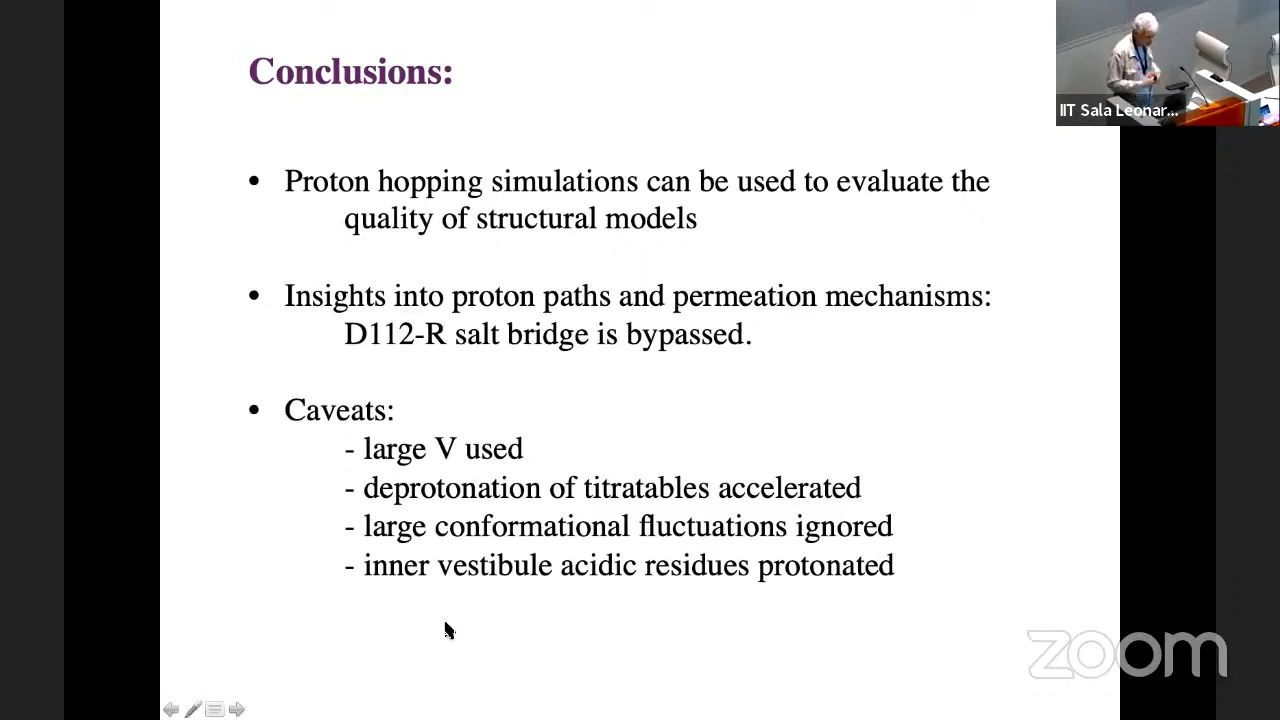 Conclusions:
IIT Sala Leonar...
• Proton hopping simulations can be used to evaluate the
quality of structural models
• Insights into proton paths and permeation mechanisms:
D112-R salt bridge is bypassed.
• Caveats:
- large V used
- deprotonation of titratables accelerated
- large conformational fluctuations ignored
- inner vestibule acidic residues protonated
zoom